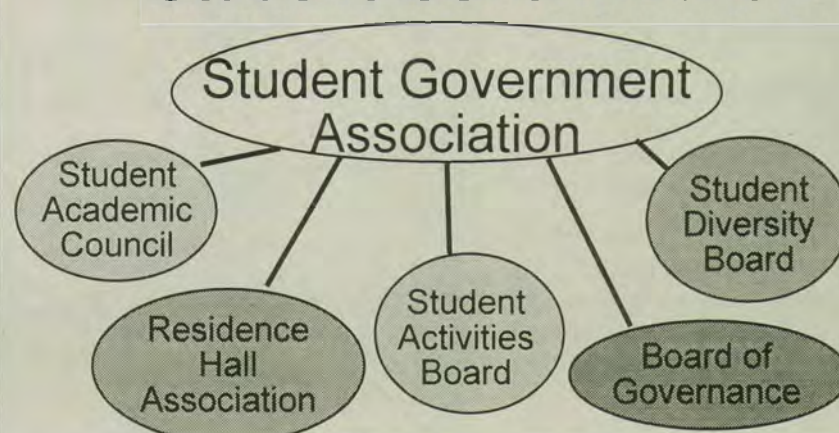 Student Government
Association
Student
Academic
Council
Residence
Hall
Association
Student
Activities
Board
Board of
Governance
Student
Diversity
Board